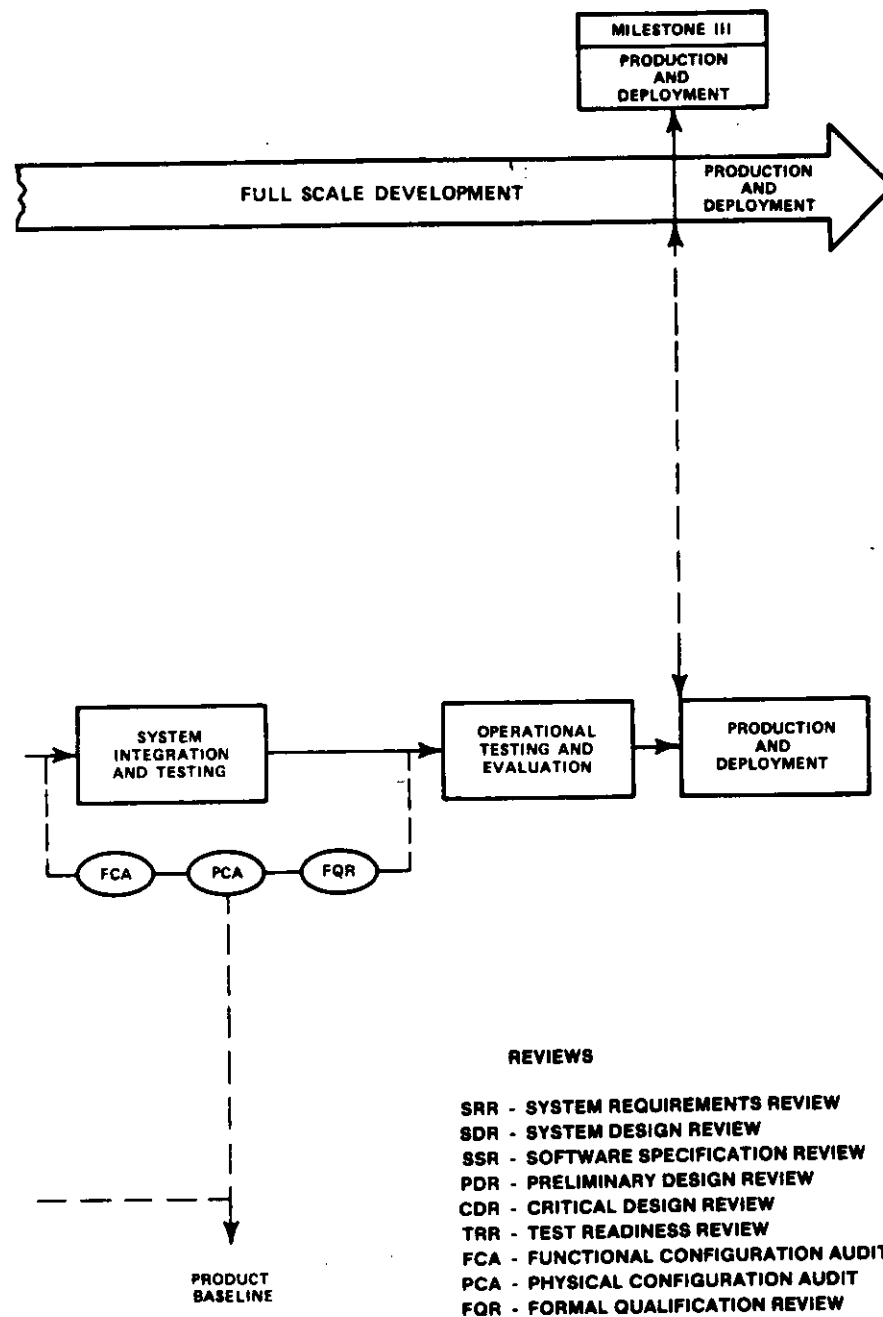 MILESTONE III
PRODUCTION
AND
DEPLOYMENT
FULL SCALE DEVELOPMENT
PRODUCTION
AND
DEPLOYMENT
SYSTEM
INTEGRATION
AND TESTING
OPERATIONAL
TESTING AND
EVALUATION
PRODUCTION
AND
DEPLOYMENT
FCA
PCA
FQR
REVIEWS
SRR - SYSTEM REQUIREMENTS REVIEW
SDR - SYSTEM DESIGN REVIEW
SSR - SOFTWARE SPECIFICATION REVIEW
PDR - PRELIMINARY DESIGN REVIEW
CDR - CRITICAL DESIGN REVIEW
TRR - TEST READINESS REVIEW
FCA - FUNCTIONAL CONFIGURATION AUDIT
PCA - PHYSICAL CONFIGURATION AUDIT
FQR - FORMAL QUALIFICATION REVIEW
PRODUCT
BASELINE